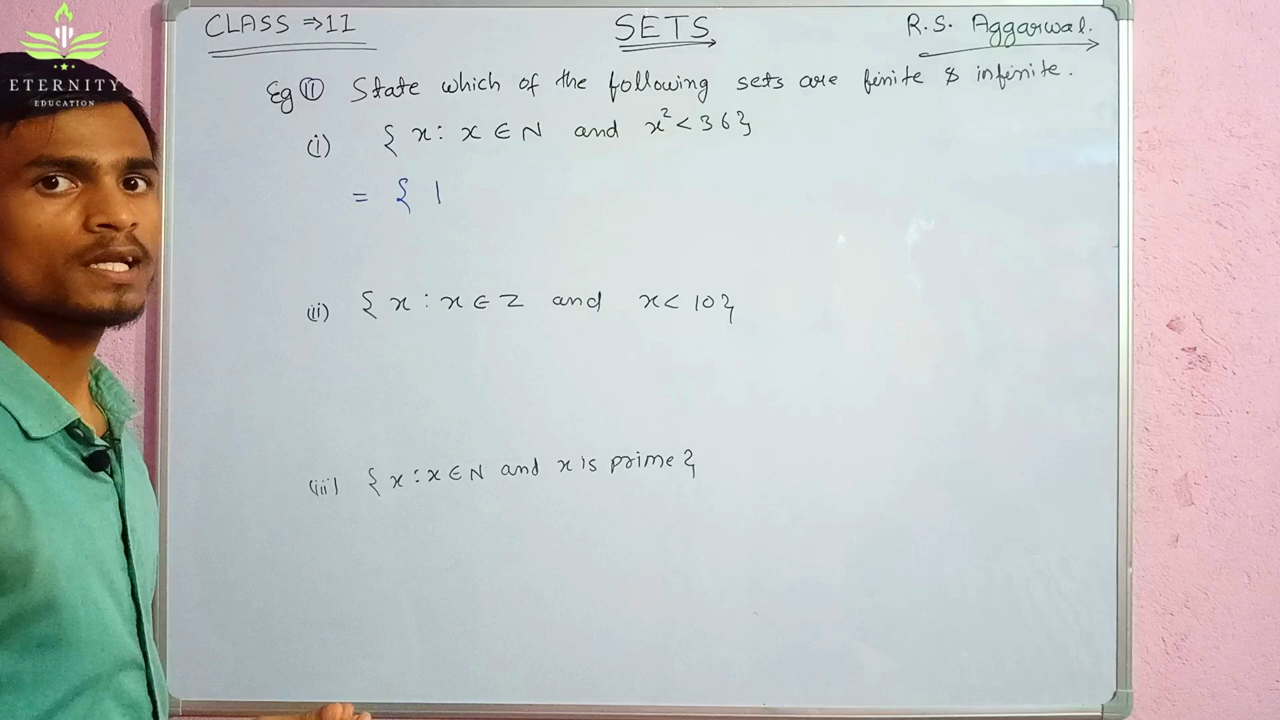 CLASS ⇒ 11
SETS
R.S. Aggarwal.
ETERNITY
EDUCATION
Eg ⑪ State which of the following sets are finite & infinite.
(i) { x : x ∈ N and x² < 36 }
= { 1
(ii) { x : x ∈ Z and x < 10 }
(iii) { x : x ∈ N and x is prime }